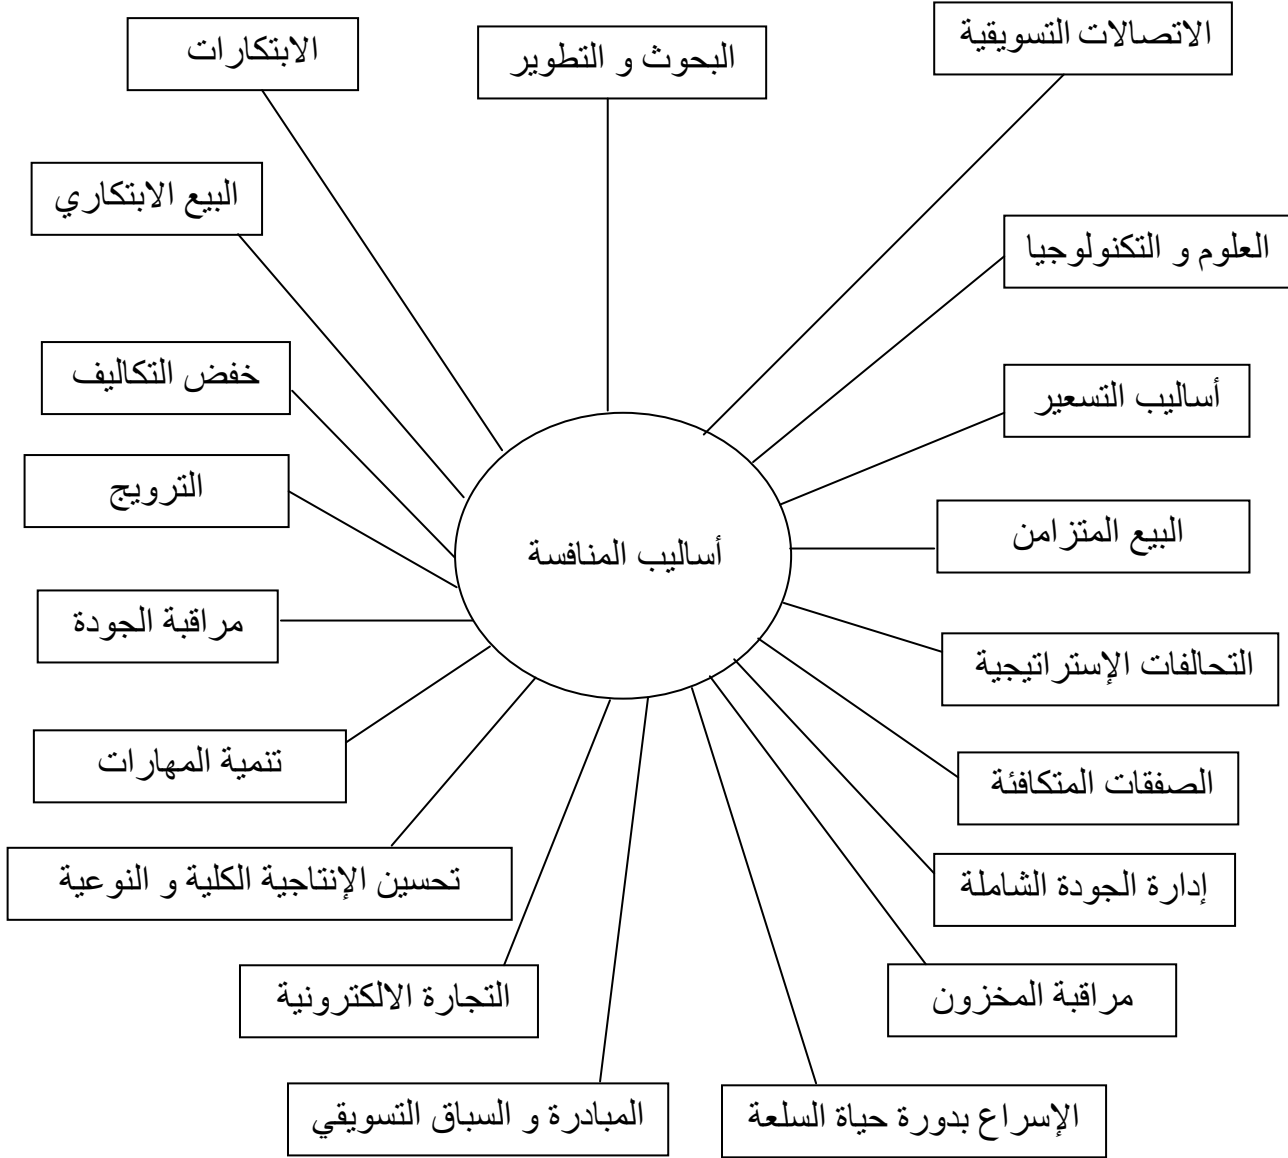 الاتصالات التسويقية
البحوث و التطوير
الابتكارات
البيع الابتكاري
العلوم و التكنولوجيا
خفض التكاليف
أساليب التسعير
الترويج
البيع المتزامن
أساليب المنافسة
مراقبة الجودة
التحالفات الإستراتيجية
تنمية المهارات
الصفقات المتكافئة
تحسين الإنتاجية الكلية و النوعية
إدارة الجودة الشاملة
التجارة الالكترونية
مراقبة المخزون
الإسراع بدورة حياة السلعة
المبادرة و السباق التسويقي